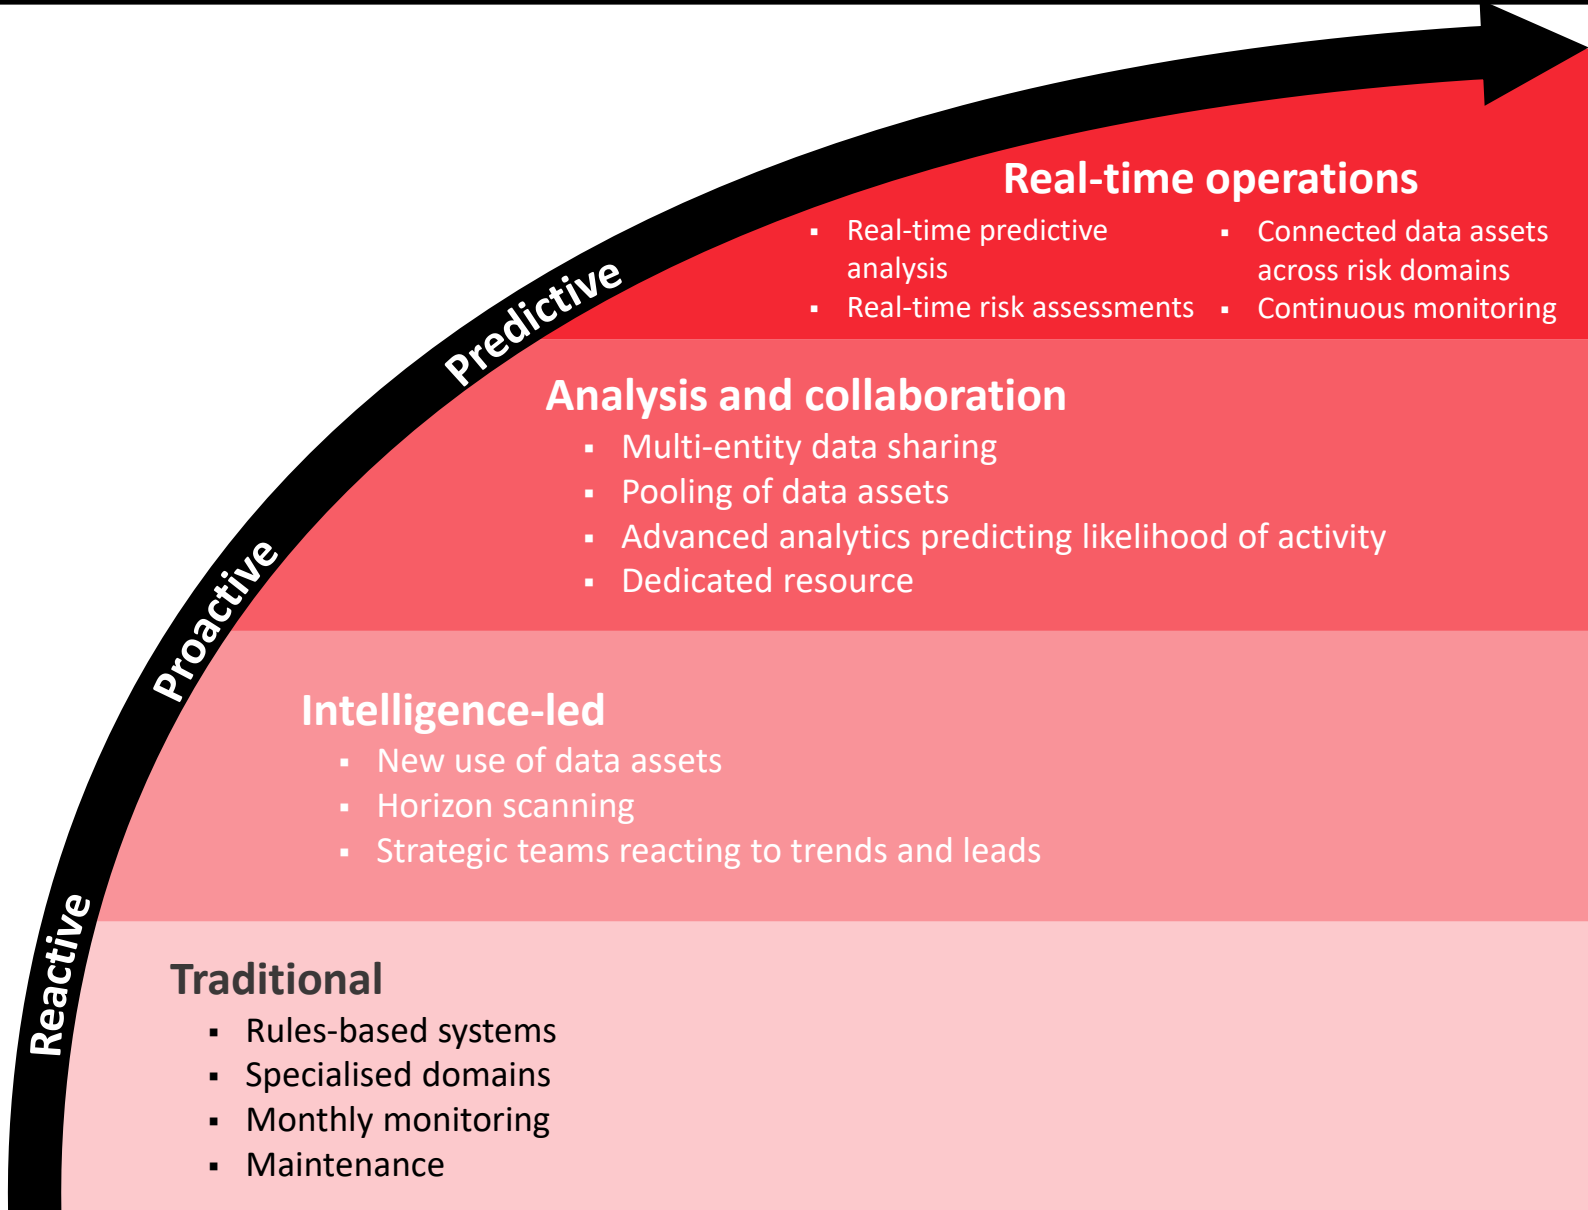 Real-time operations
▪ Real-time predictive
analysis
▪ Real-time risk assessments
▪ Connected data assets
across risk domains
▪ Continuous monitoring
Predictive
Analysis and collaboration
▪ Multi-entity data sharing
▪ Pooling of data assets
▪ Advanced analytics predicting likelihood of activity
▪ Dedicated resource
Proactive
Intelligence-led
▪ New use of data assets
▪ Horizon scanning
▪ Strategic teams reacting to trends and leads
Reactive
Traditional
▪ Rules-based systems
▪ Specialised domains
▪ Monthly monitoring
▪ Maintenance